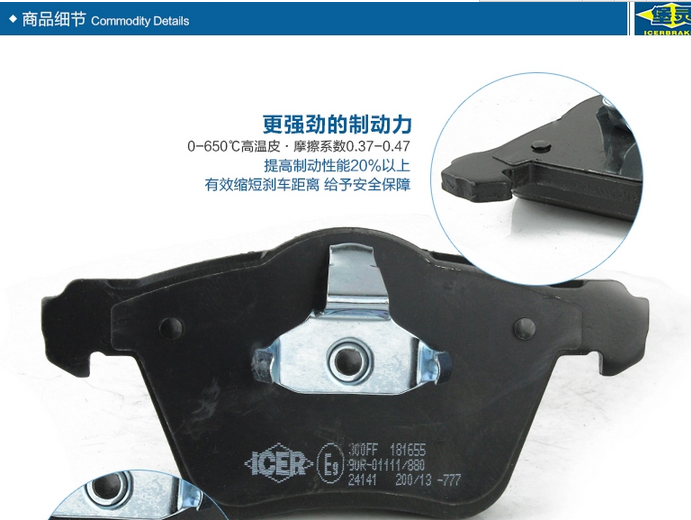 商品细节 Commodity Details
堡灵
ICERBRAK
更强劲的制动力
0-650℃高温皮·摩擦系数0.37-0.47
提高制动性能20%以上
有效缩短刹车距离 给予安全保障
300FF 181655
ICER E9 90R-01111/880
24141 200/13 -777